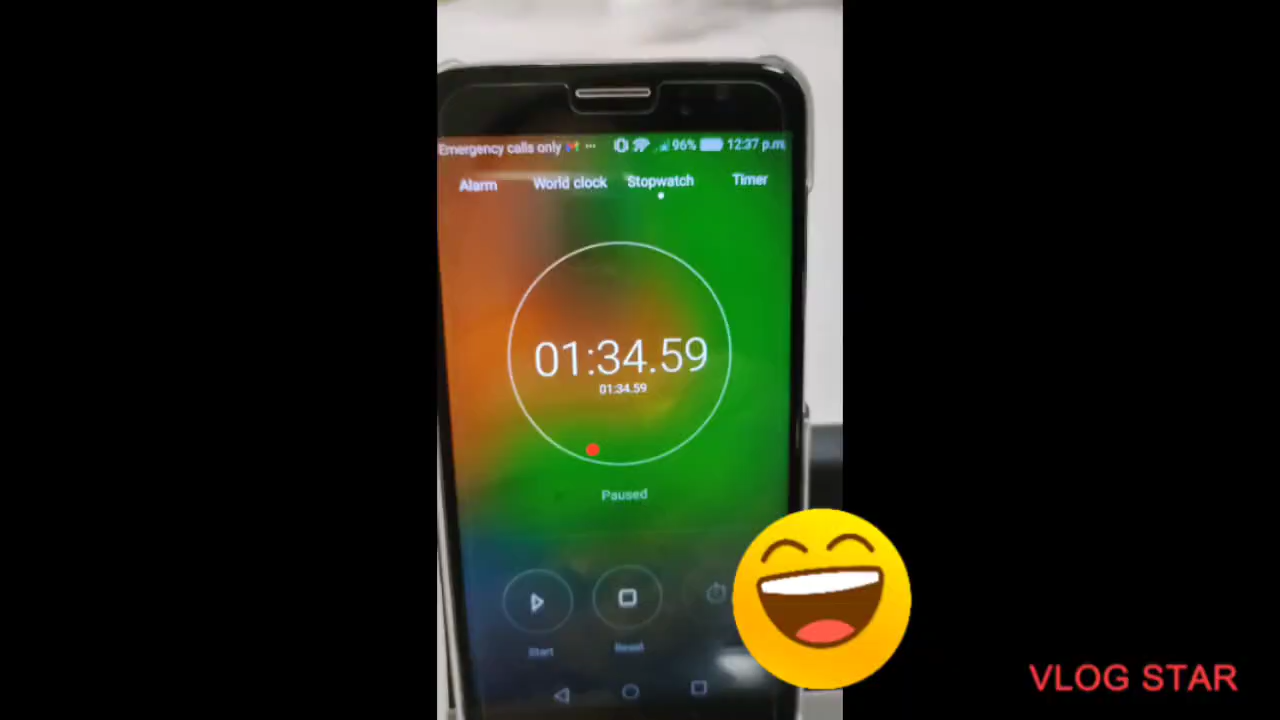 Emergency calls only ... 96% 12:37 p.m.
Alarm World clock Stopwatch Timer
01:34.59
01:34.59
Paused
Start Reset
VLOG STAR